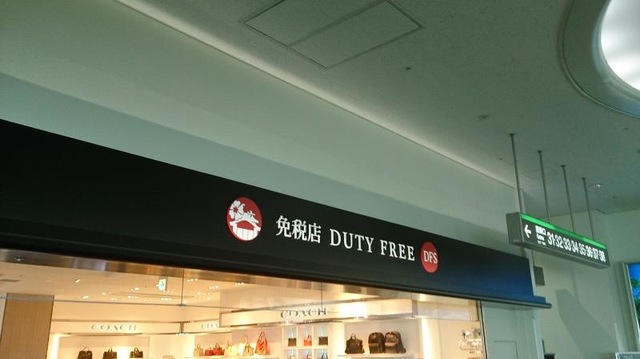 免税店 DUTY FREE DFS
31 32 33 34 35 36 37 38
COACH
COACH